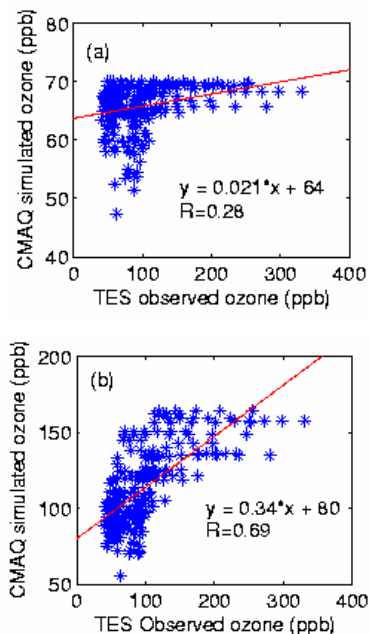 80
(a)
70
60
50
40
CMAQ simulated ozone (ppb)
y = 0.021*x + 64
R=0.28
0 100 200 300 400
TES observed ozone (ppb)
200
(b)
150
100
50
CMAQ simulated ozone (ppb)
y = 0.34*x + 80
R=0.69
0 100 200 300 400
TES Observed ozone (ppb)